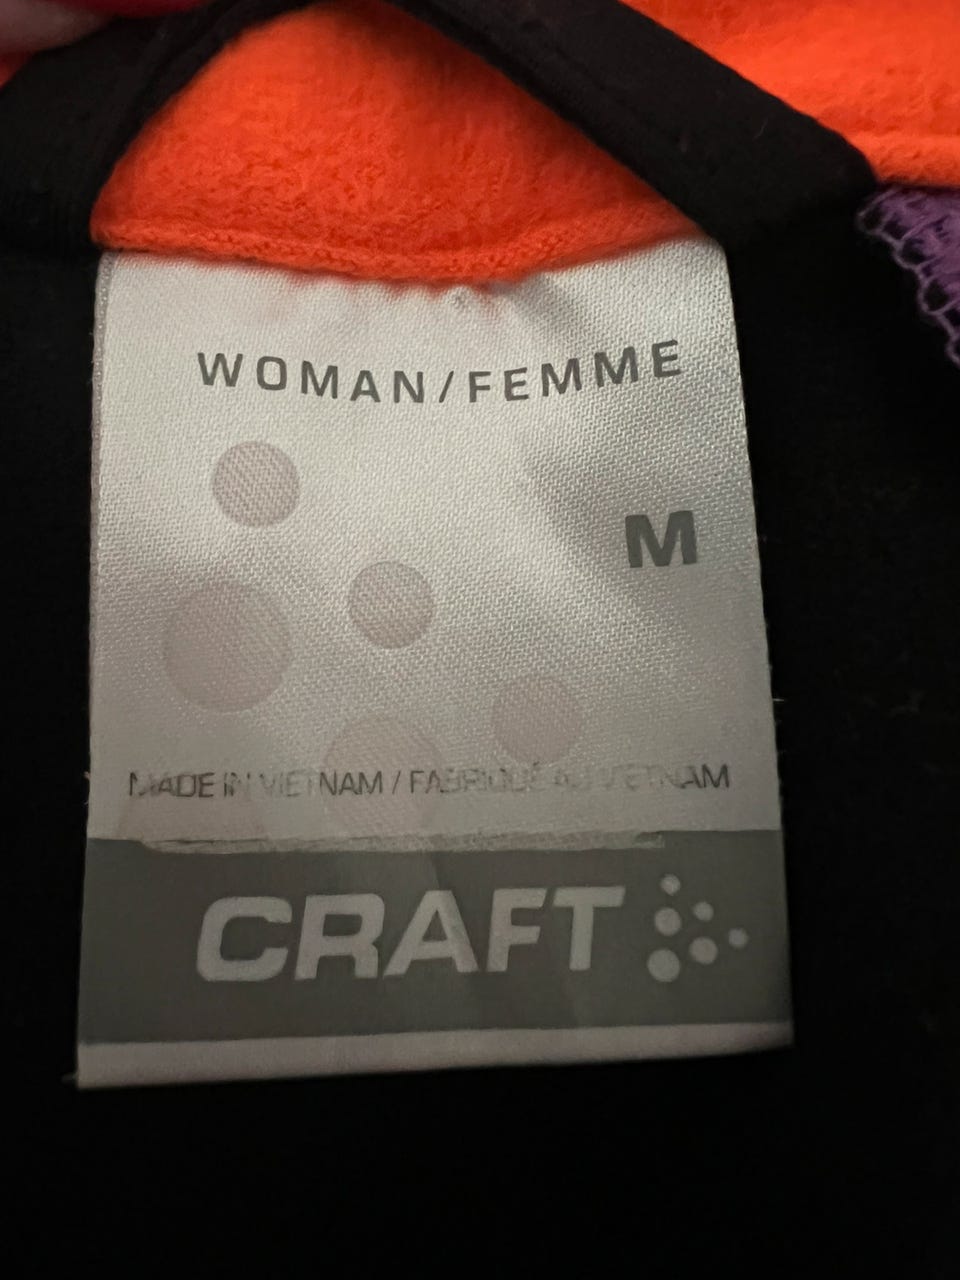 WOMAN/FEMME
M
MADE IN VIETNAM / FABRIQUÉ AU VIETNAM
CRAFT